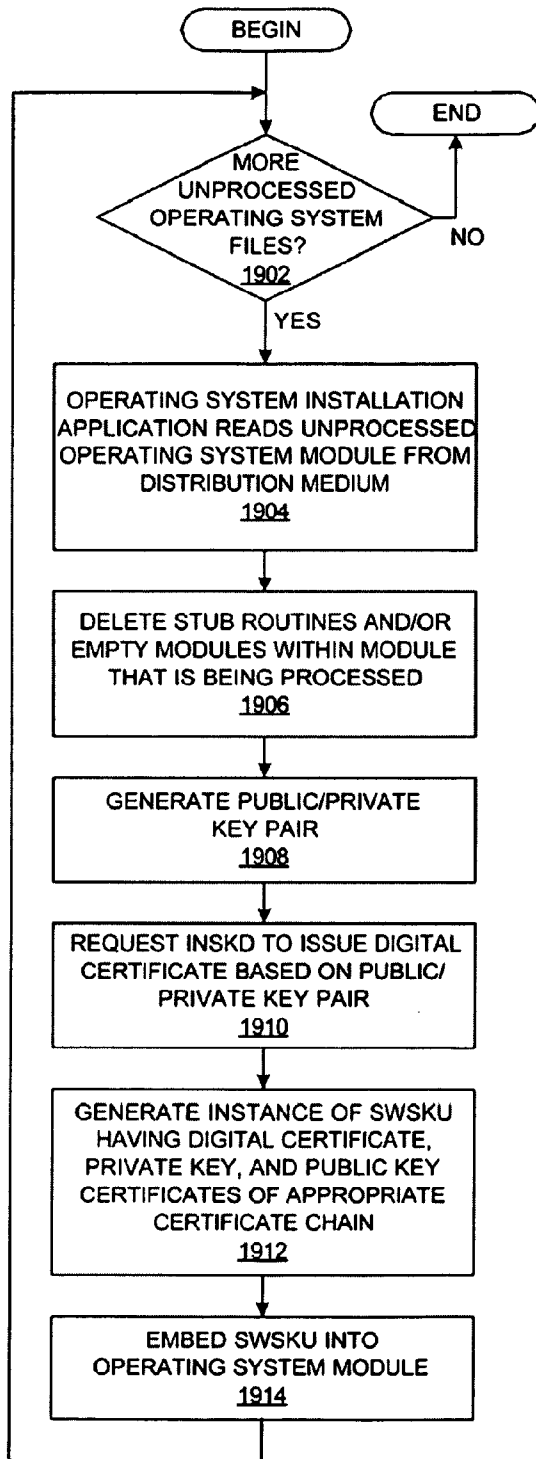 BEGIN
END
MORE
UNPROCESSED
OPERATING SYSTEM
FILES?
1902
NO
YES
OPERATING SYSTEM INSTALLATION
APPLICATION READS UNPROCESSED
OPERATING SYSTEM MODULE FROM
DISTRIBUTION MEDIUM
1904
DELETE STUB ROUTINES AND/OR
EMPTY MODULES WITHIN MODULE
THAT IS BEING PROCESSED
1906
GENERATE PUBLIC/PRIVATE
KEY PAIR
1908
REQUEST INSKD TO ISSUE DIGITAL
CERTIFICATE BASED ON PUBLIC/
PRIVATE KEY PAIR
1910
GENERATE INSTANCE OF SWSKU
HAVING DIGITAL CERTIFICATE,
PRIVATE KEY, AND PUBLIC KEY
CERTIFICATES OF APPROPRIATE
CERTIFICATE CHAIN
1912
EMBED SWSKU INTO
OPERATING SYSTEM MODULE
1914